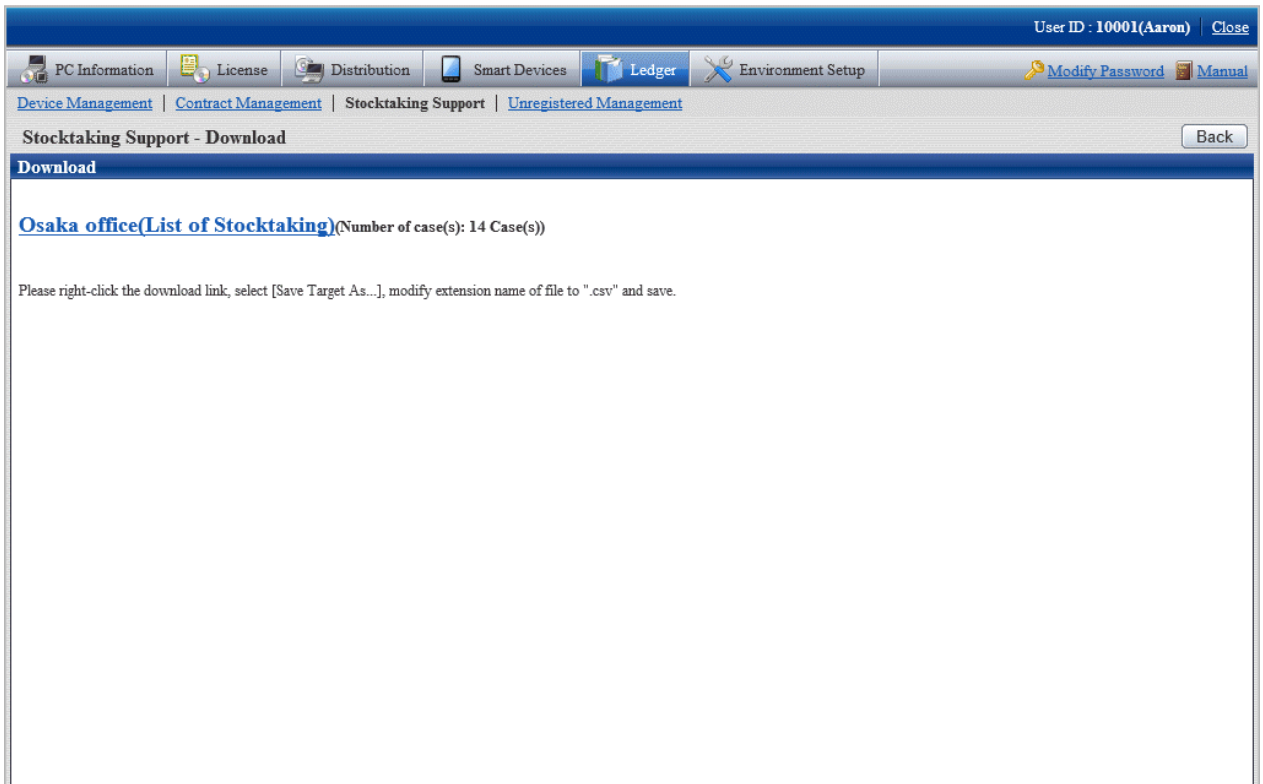 User ID : 10001(Aaron) | Close
PC Information License Distribution Smart Devices Ledger Environment Setup Modify Password Manual
Device Management | Contract Management | Stocktaking Support | Unregistered Management
Stocktaking Support - Download Back
Download
Osaka office(List of Stocktaking)(Number of case(s): 14 Case(s))
Please right-click the download link, select [Save Target As...], modify extension name of file to ".csv" and save.